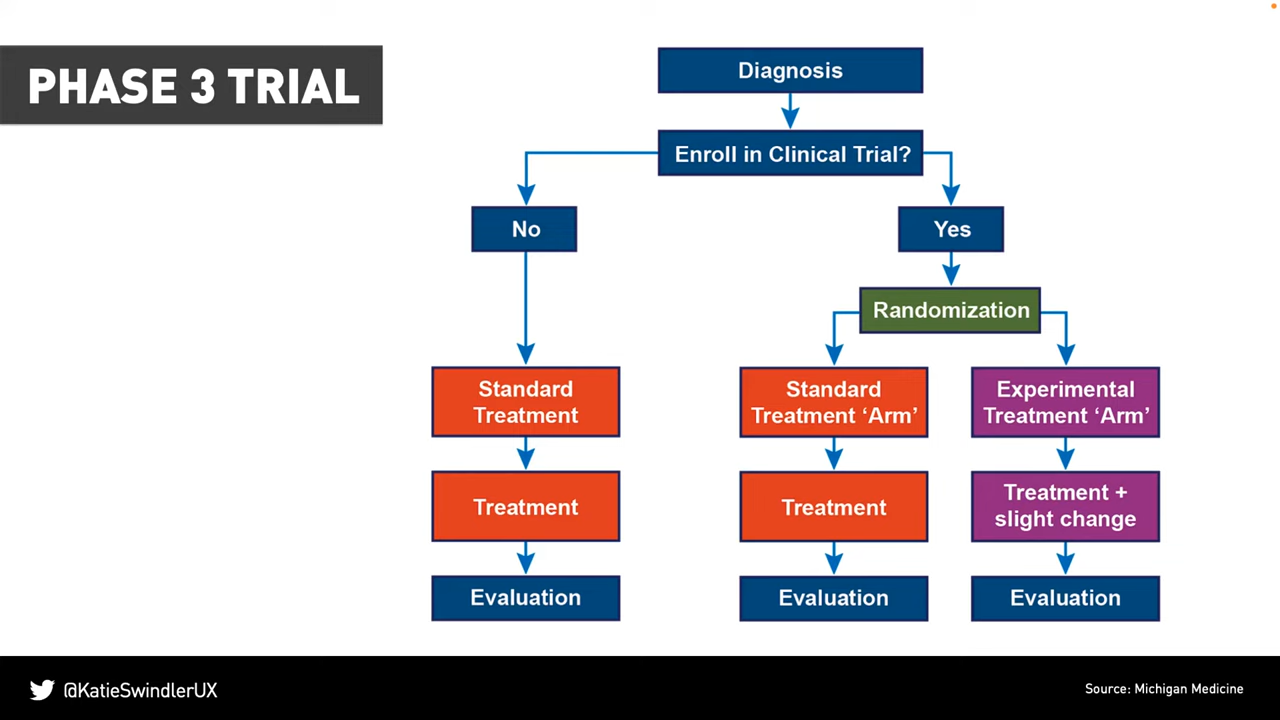 PHASE 3 TRIAL
Diagnosis
Enroll in Clinical Trial?
No
Yes
Randomization
Standard
Treatment
Standard
Treatment ‘Arm’
Experimental
Treatment ‘Arm’
Treatment
Treatment
Treatment +
slight change
Evaluation
Evaluation
Evaluation
@KatieSwindlerUX
Source: Michigan Medicine